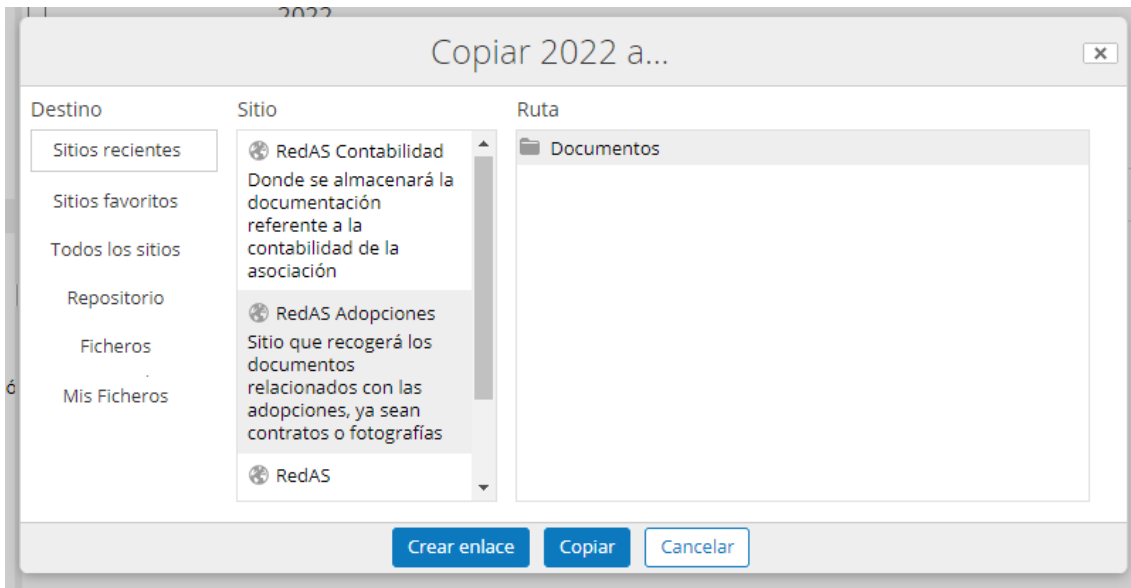 2022
Copiar 2022 a...
Destino
Sitios recientes
Sitios favoritos
Todos los sitios
Repositorio
Ficheros
Mis Ficheros
Sitio
RedAS Contabilidad
Donde se almacenará la
documentación
referente a la
contabilidad de la
asociación
RedAS Adopciones
Sitio que recogerá los
documentos
relacionados con las
adopciones, ya sean
contratos o fotografías
RedAS
Ruta
Documentos
Crear enlace
Copiar
Cancelar
ó